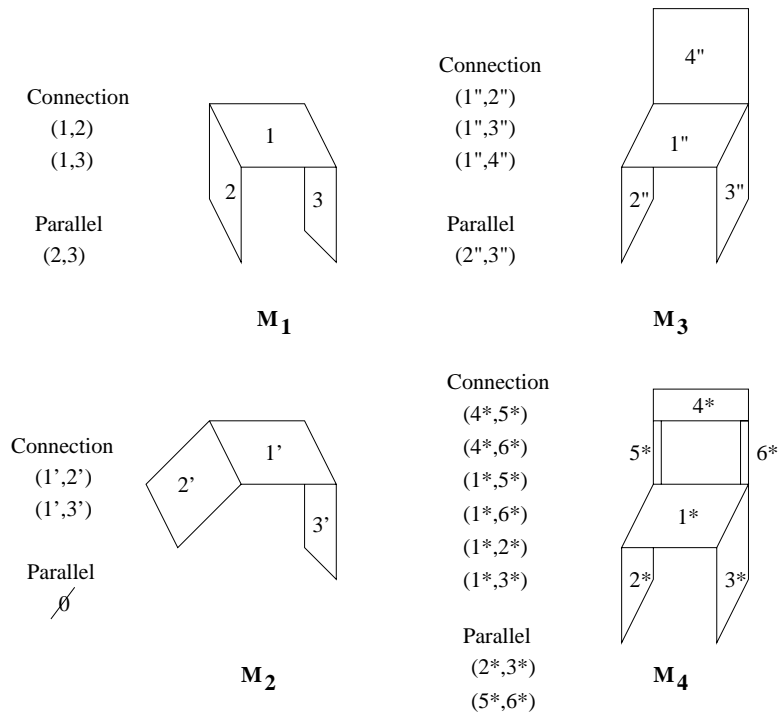 Connection
(1,2)
(1,3)
Parallel
(2,3)
1
2
3
M1
Connection
(1",2")
(1",3")
(1",4")
Parallel
(2",3")
4"
1"
2"
3"
M3
Connection
(1’,2’)
(1’,3’)
Parallel
0
1’
2’
3’
M2
Connection
(4*,5*)
(4*,6*)
(1*,5*)
(1*,6*)
(1*,2*)
(1*,3*)
Parallel
(2*,3*)
(5*,6*)
4*
5*
6*
1*
2*
3*
M4